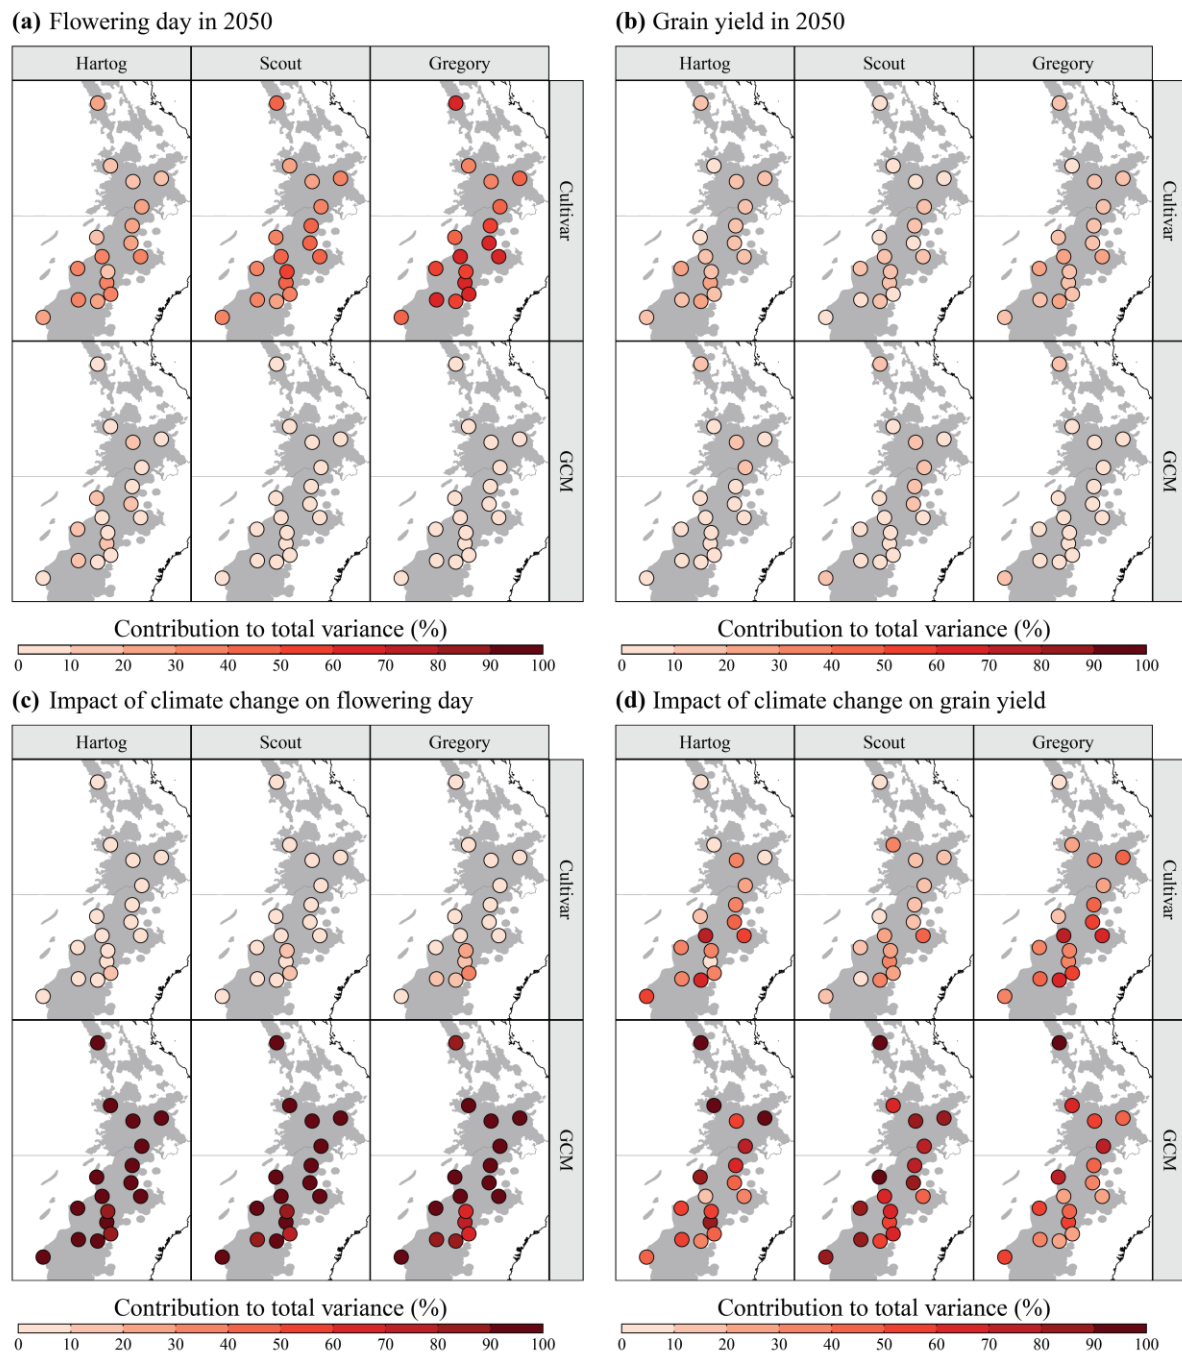 (a) Flowering day in 2050
Hartog Scout Gregory
Cultivar
GCM
Contribution to total variance (%)
0 10 20 30 40 50 60 70 80 90 100
(b) Grain yield in 2050
Hartog Scout Gregory
Cultivar
GCM
Contribution to total variance (%)
0 10 20 30 40 50 60 70 80 90 100
(c) Impact of climate change on flowering day
Hartog Scout Gregory
Cultivar
GCM
Contribution to total variance (%)
0 10 20 30 40 50 60 70 80 90 100
(d) Impact of climate change on grain yield
Hartog Scout Gregory
Cultivar
GCM
Contribution to total variance (%)
0 10 20 30 40 50 60 70 80 90 100